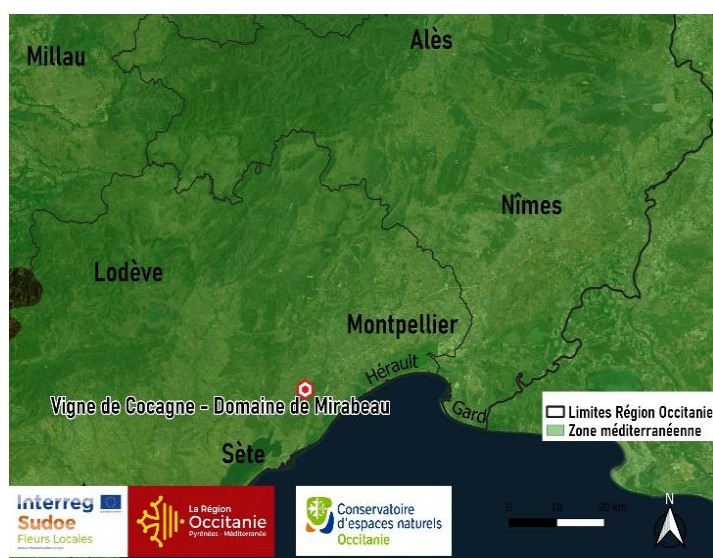 Millau
Alès
Nîmes
Lodève
Montpellier
Hérault
Vigne de Cocagne - Domaine de Mirabeau
Gard
Limites Région Occitanie
Zone méditerranéenne
Sète
Interreg
Sudoe
Fleurs Locales
La Région
Occitanie
Pyrénées - Méditerranée
Conservatoire
d'espaces naturels
Occitanie
0 10 20 km
N